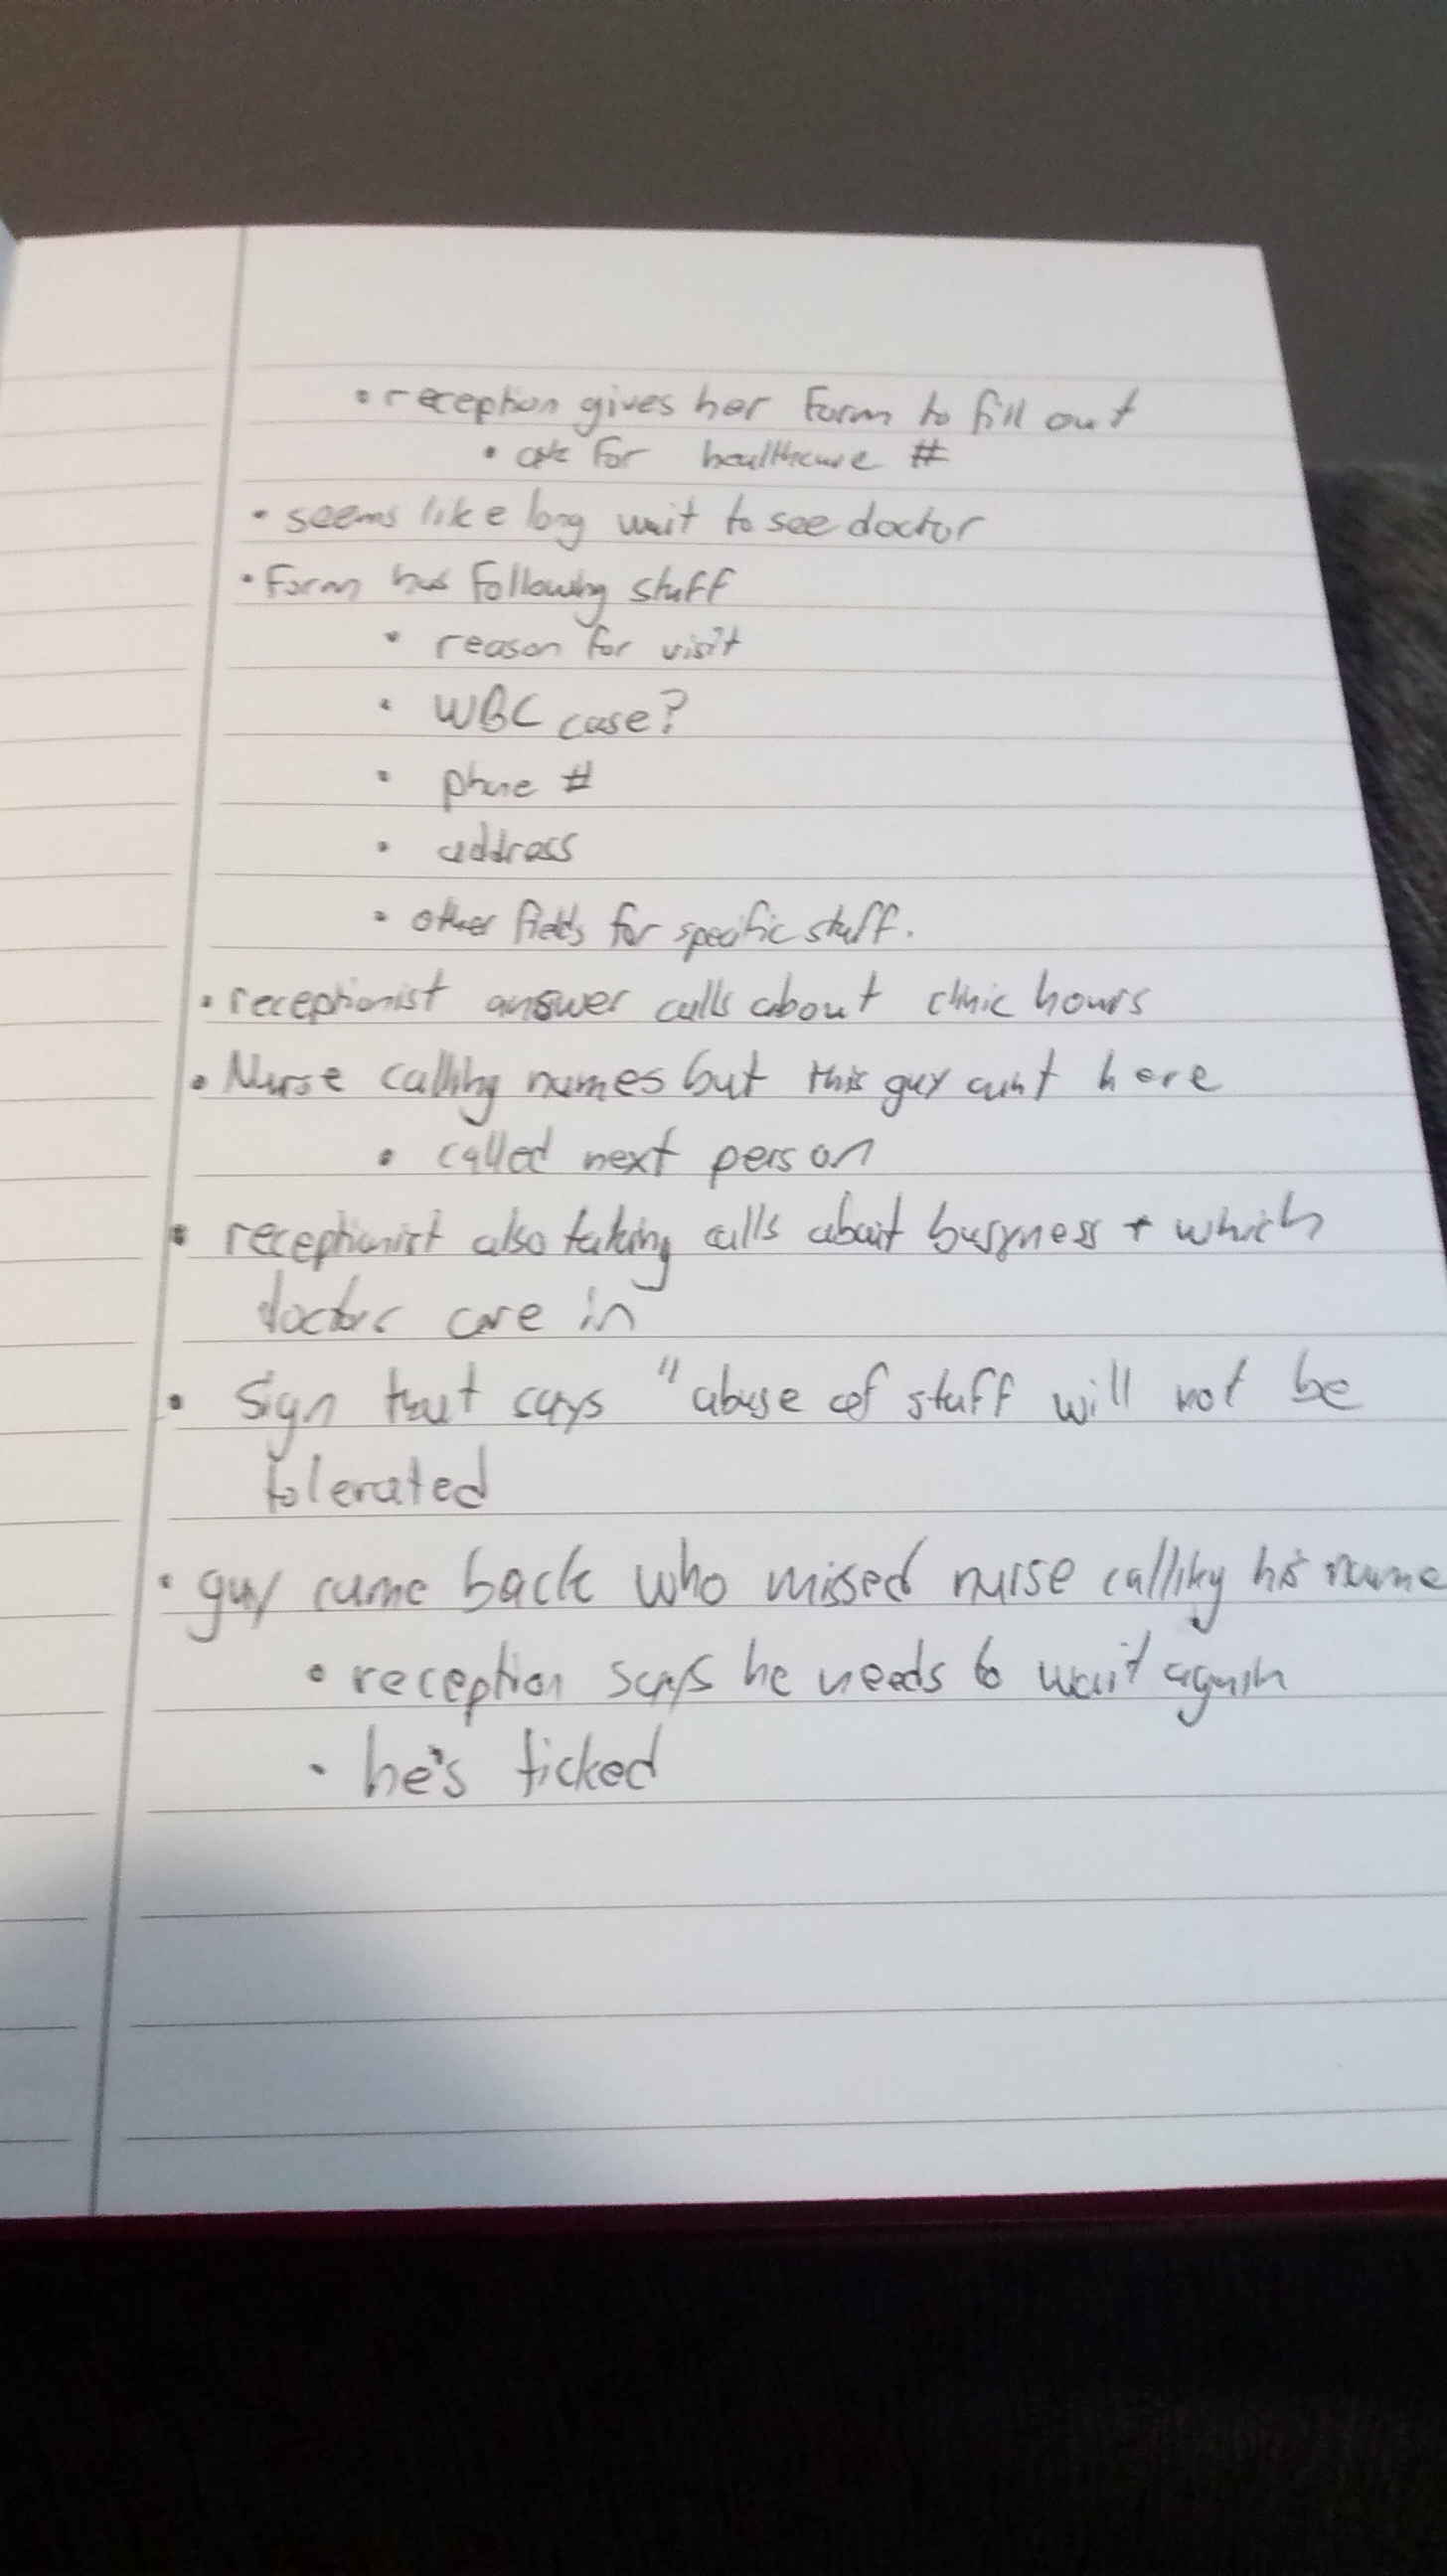 • reception gives her form to fill out
• ask for healthcare #
• seems like long wait to see doctor
• Form has following stuff
• reason for visit
• WBC case?
• phone #
• address
• other fields for specific stuff.
• receptionist answer calls about clinic hours
• Nurse calling names but this guy aint here
• called next person
• receptionist also taking calls about busyness + which
doctors are in
• Sign that says "abuse of staff will not be
tolerated
• guy came back who missed nurse calling his name
• reception says he needs to wait again
• he's ticked